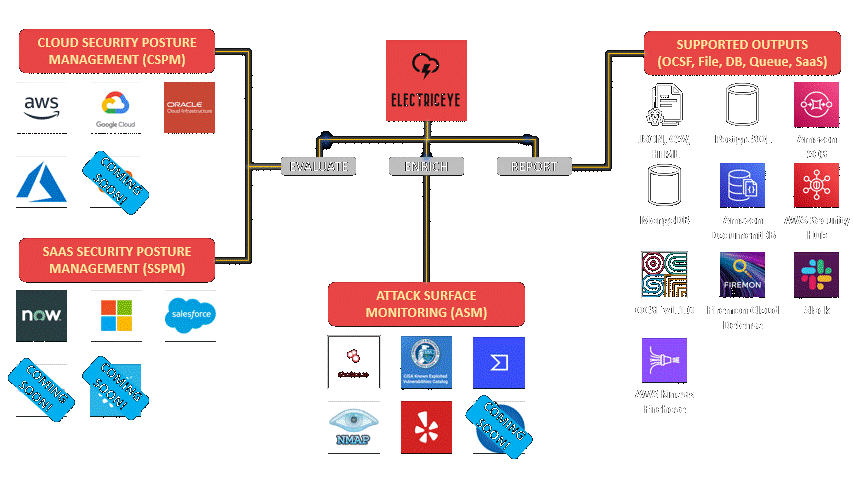 CLOUD SECURITY POSTURE
MANAGEMENT (CSPM)
aws
Google Cloud
ORACLE
Cloud Infrastructure
COMING
SOON!
SAAS SECURITY POSTURE
MANAGEMENT (SSPM)
now
salesforce
COMING
SOON!
COMING
SOON!
ELECTRICEYE
EVALUATE
ENRICH
REPORT
ATTACK SURFACE
MONITORING (ASM)
CISA Known Exploited
Vulnerabilities Catalog
NMAP
COMING
SOON!
SUPPORTED OUTPUTS
(OCSF, File, DB, Queue, SaaS)
JSON, CSV,
HTML
PostgreSQL
Amazon
SQS
MongoDB
Amazon
DocumentDB
AWS Security
Hub
FIREMON
OCSF V1.1.0
Firemon Cloud
Defense
Slack
AWS Kinesis
Firehose